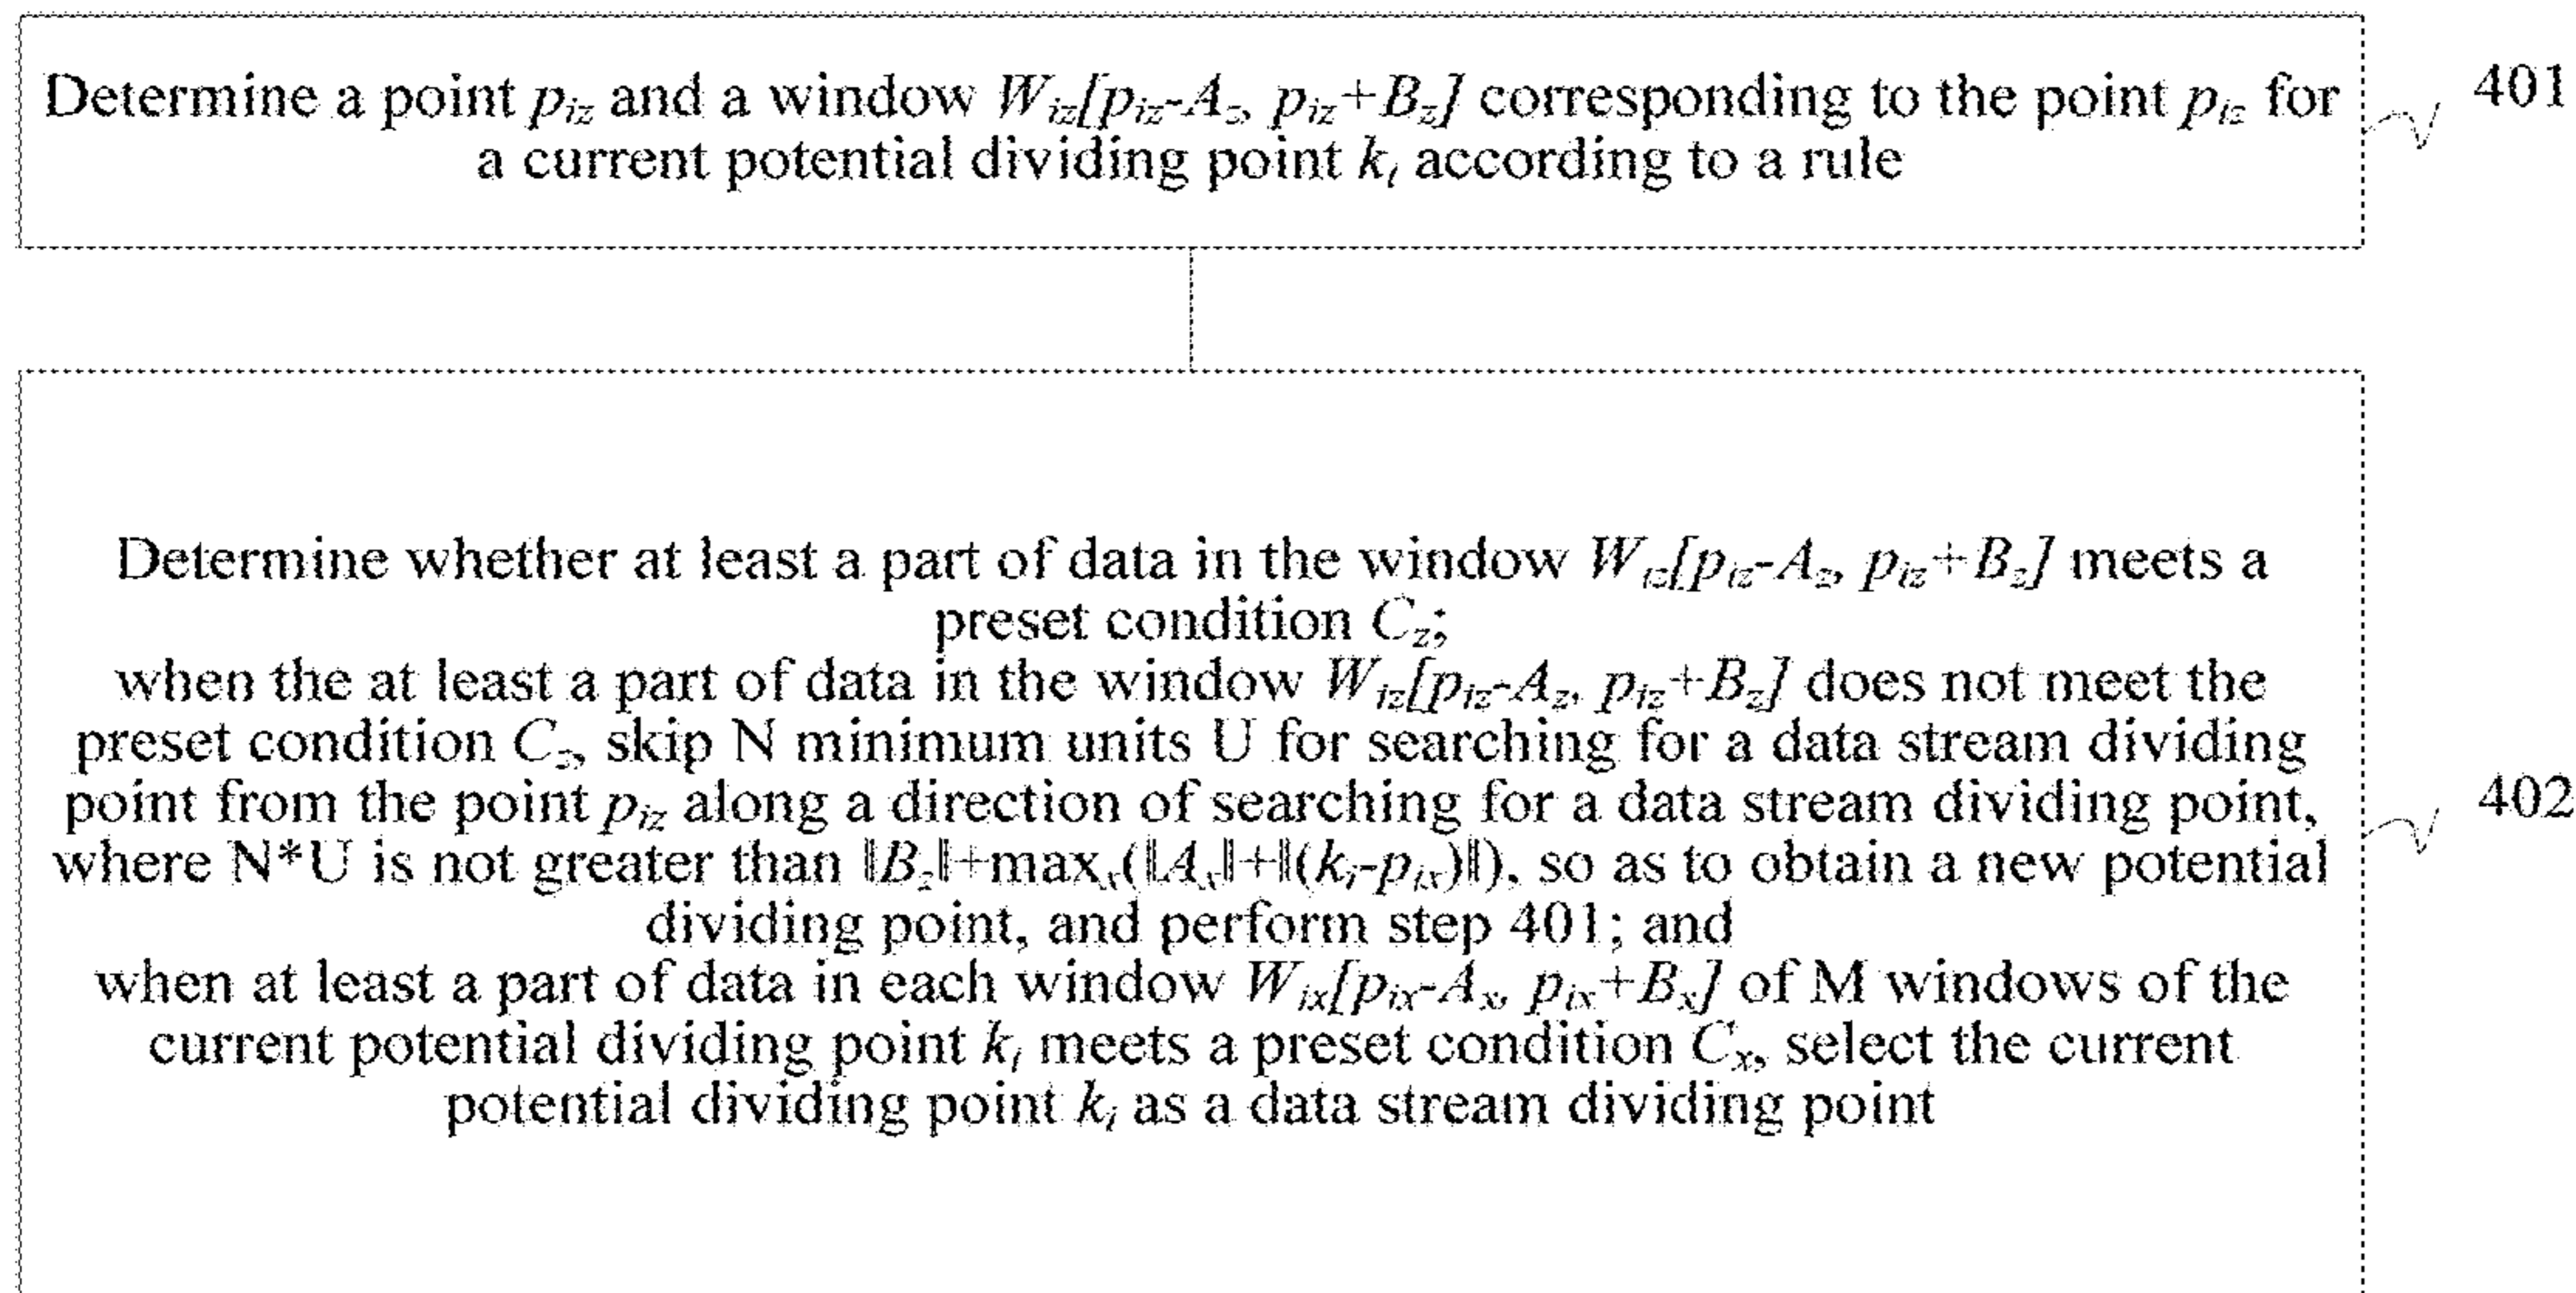 Determine a point p_iz and a window W_iz[p_iz-A_z, p_iz+B_z] corresponding to the point p_iz for
a current potential dividing point k_i according to a rule
401
Determine whether at least a part of data in the window W_iz[p_iz-A_z, p_iz+B_z] meets a
preset condition C_z;
when the at least a part of data in the window W_iz[p_iz-A_z, p_iz+B_z] does not meet the
preset condition C_z, skip N minimum units U for searching for a data stream dividing
point from the point p_iz along a direction of searching for a data stream dividing point,
where N*U is not greater than ‖B_z‖+max_x(‖A_x‖+‖(k_i-p_ix)‖), so as to obtain a new potential
dividing point, and perform step 401; and
when at least a part of data in each window W_ix[p_ix-A_x, p_ix+B_x] of M windows of the
current potential dividing point k_i meets a preset condition C_x, select the current
potential dividing point k_i as a data stream dividing point
402